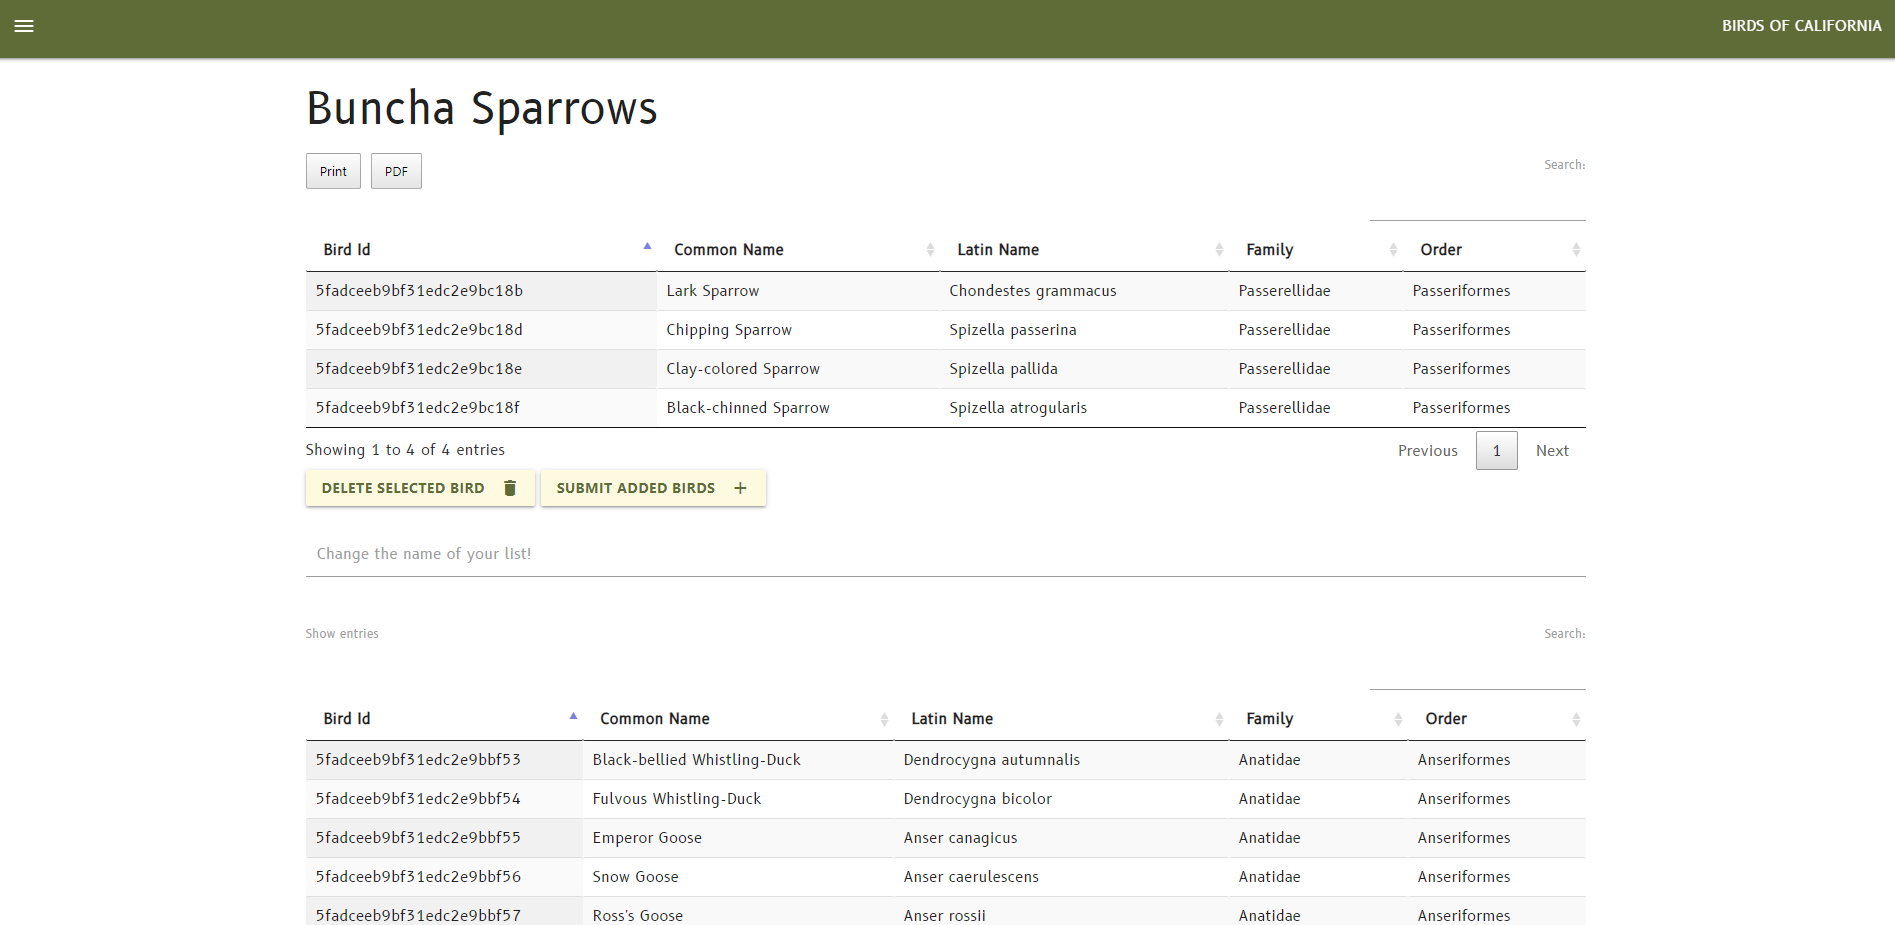 BIRDS OF CALIFORNIA
Buncha Sparrows
Print PDF Search:
Bird Id Common Name Latin Name Family Order
5fadceeb9bf31edc2e9bc18b Lark Sparrow Chondestes grammacus Passerellidae Passeriformes
5fadceeb9bf31edc2e9bc18d Chipping Sparrow Spizella passerina Passerellidae Passeriformes
5fadceeb9bf31edc2e9bc18e Clay-colored Sparrow Spizella pallida Passerellidae Passeriformes
5fadceeb9bf31edc2e9bc18f Black-chinned Sparrow Spizella atrogularis Passerellidae Passeriformes
Showing 1 to 4 of 4 entries Previous 1 Next
DELETE SELECTED BIRD SUBMIT ADDED BIRDS
Change the name of your list!
Show entries Search:
Bird Id Common Name Latin Name Family Order
5fadceeb9bf31edc2e9bbf53 Black-bellied Whistling-Duck Dendrocygna autumnalis Anatidae Anseriformes
5fadceeb9bf31edc2e9bbf54 Fulvous Whistling-Duck Dendrocygna bicolor Anatidae Anseriformes
5fadceeb9bf31edc2e9bbf55 Emperor Goose Anser canagicus Anatidae Anseriformes
5fadceeb9bf31edc2e9bbf56 Snow Goose Anser caerulescens Anatidae Anseriformes
5fadceeb9bf31edc2e9bbf57 Ross's Goose Anser rossii Anatidae Anseriformes